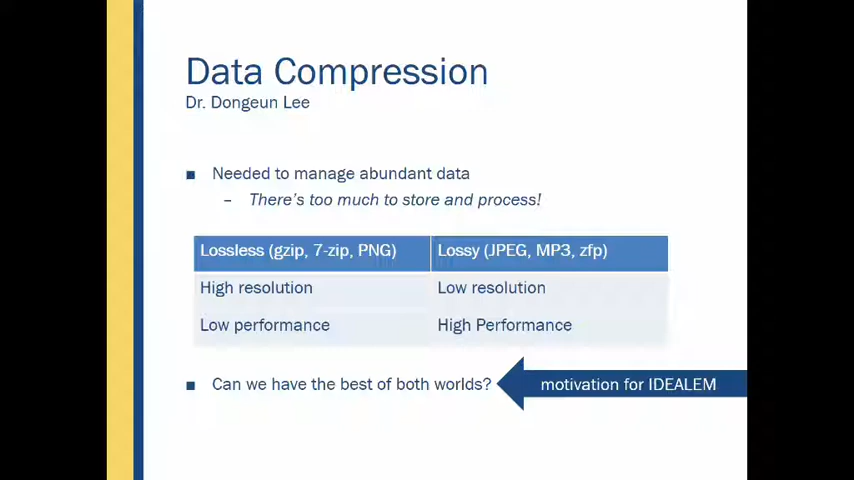 Data Compression
Dr. Dongeun Lee
■ Needed to manage abundant data
– There's too much to store and process!
Lossless (gzip, 7-zip, PNG) Lossy (JPEG, MP3, zfp)
High resolution Low resolution
Low performance High Performance
■ Can we have the best of both worlds? motivation for IDEALEM